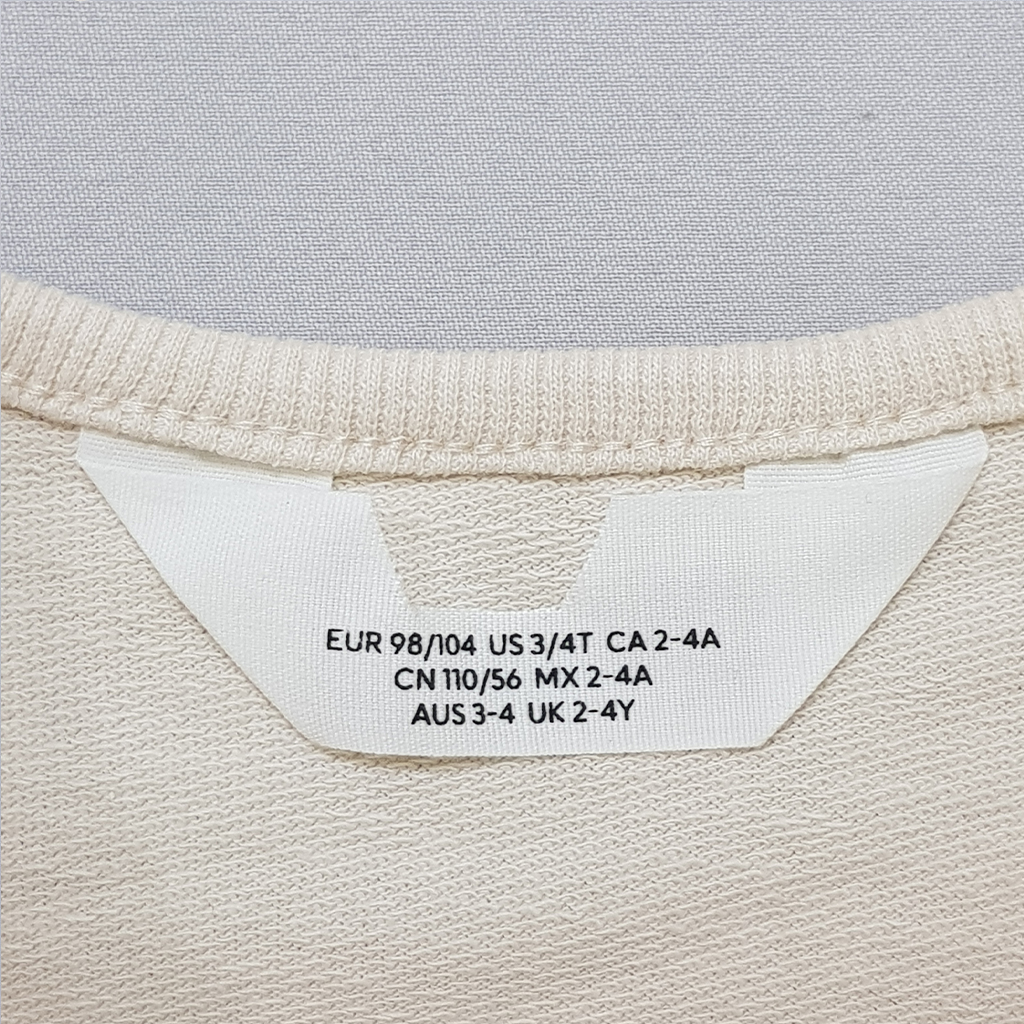 EUR 98/104 US 3/4T CA 2-4A
CN 110/56 MX 2-4A
AUS 3-4 UK 2-4Y